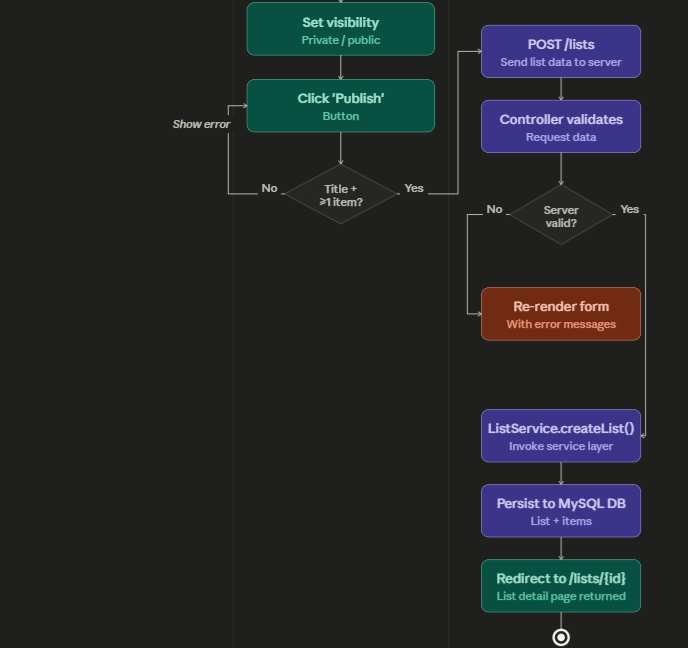 Set visibility
Private / public
Click ‘Publish’
Button
Show error
No
Title +
≥1 item?
Yes
POST /lists
Send list data to server
Controller validates
Request data
No
Server
valid?
Yes
Re-render form
With error messages
ListService.createList()
Invoke service layer
Persist to MySQL DB
List + items
Redirect to /lists/{id}
List detail page returned